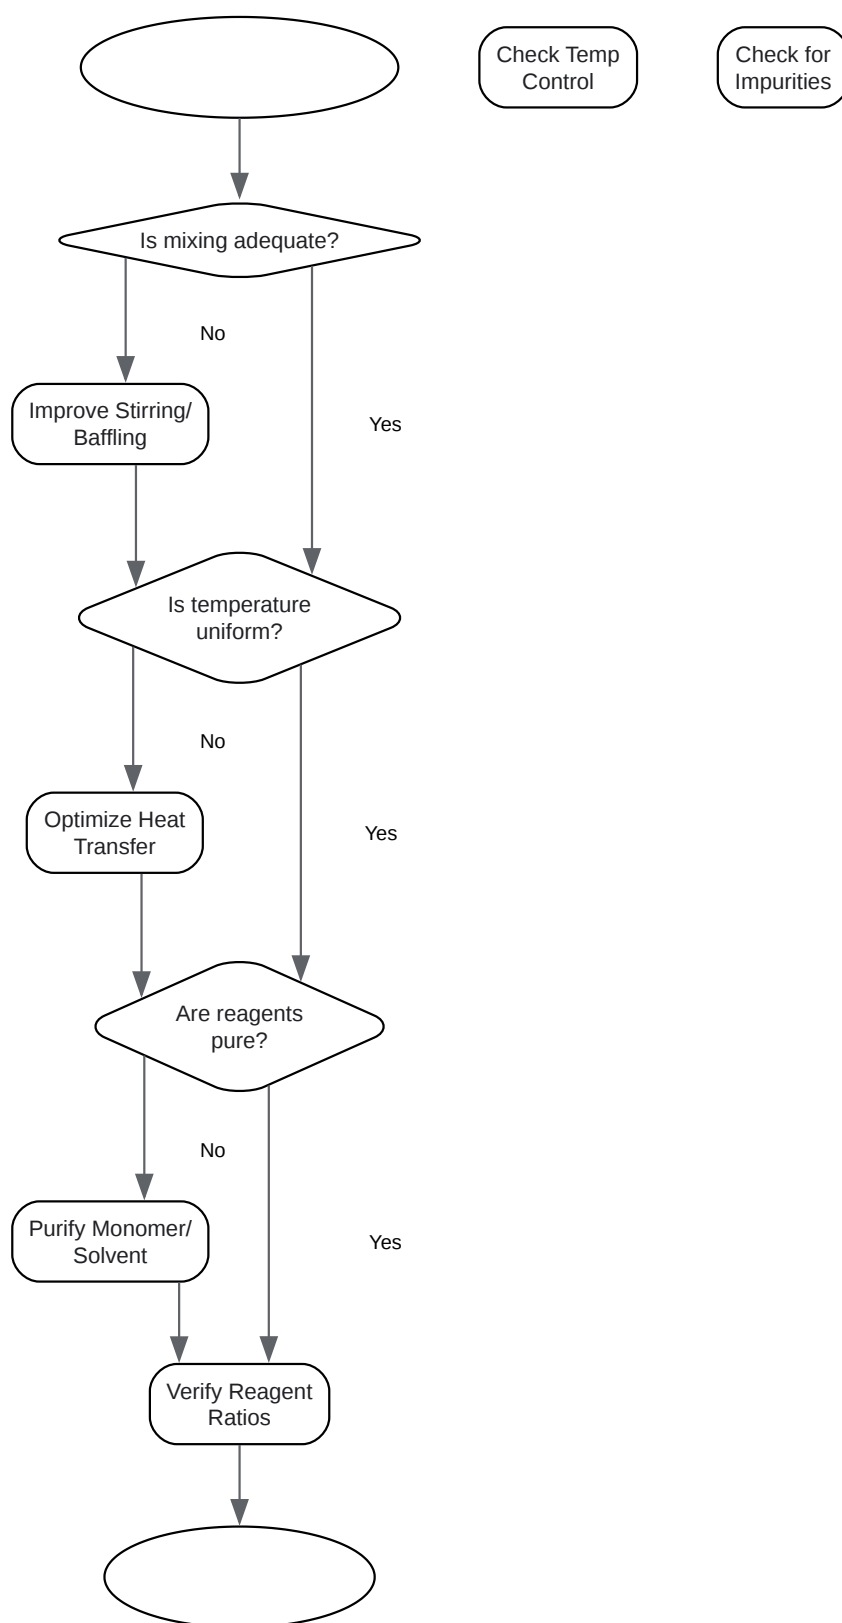 Check Temp
Control
Check for
Impurities
Is mixing adequate?
No
Improve Stirring/
Baffling
Yes
Is temperature
uniform?
No
Optimize Heat
Transfer
Yes
Are reagents
pure?
No
Purify Monomer/
Solvent
Yes
Verify Reagent
Ratios